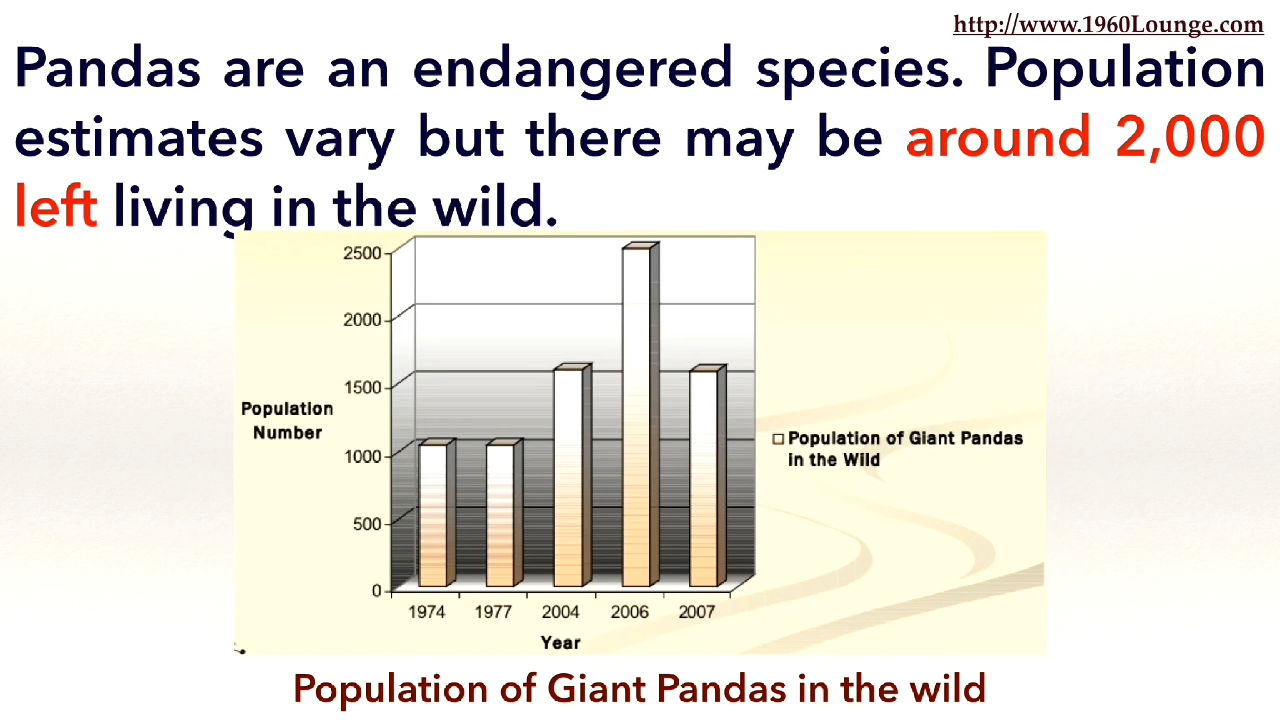 http://www.1960Lounge.com
Pandas are an endangered species. Population
estimates vary but there may be around 2,000
left living in the wild.
2500
2000
1500
1000
500
0
Population
Number
1974 1977 2004 2006 2007
Year
Population of Giant Pandas
in the Wild
Population of Giant Pandas in the wild